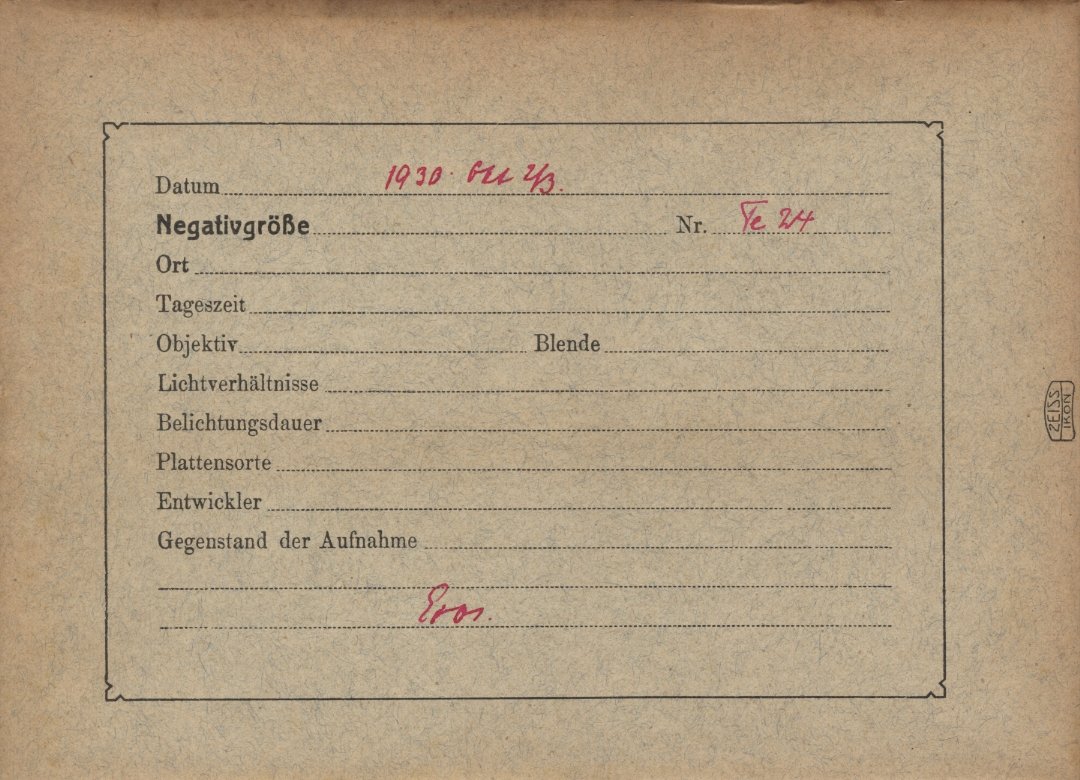 Datum 1930 Okt 2/3.
Negativgröße Nr. Te 24
Ort
Tageszeit
Objektiv Blende
Lichtverhältnisse
Belichtungsdauer
Plattensorte
Entwickler
Gegenstand der Aufnahme
Eros.
ZEISS
IKON